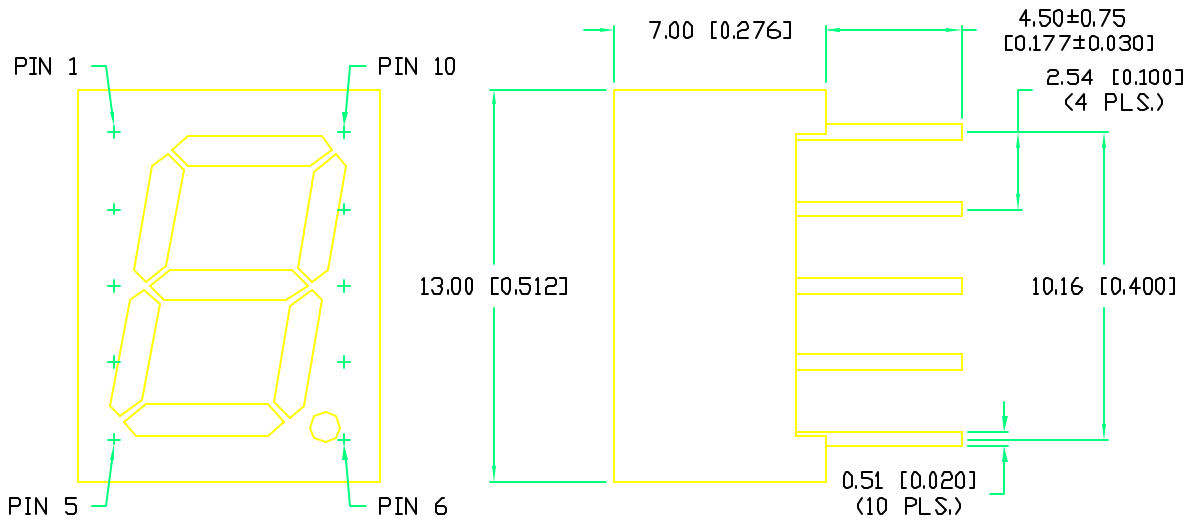 7.00 [0.276]
4.50±0.75
[0.177±0.030]
PIN 1
PIN 10
2.54 [0.100]
(4 PLS.)
13.00 [0.512]
10.16 [0.400]
0.51 [0.020]
(10 PLS.)
PIN 5
PIN 6